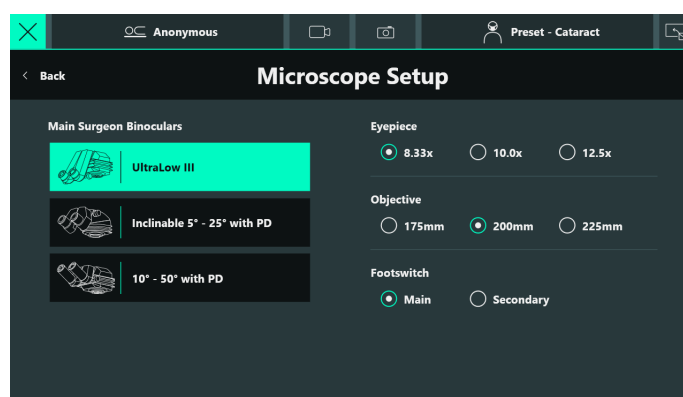 Anonymous
Preset - Cataract
< Back
Microscope Setup
Main Surgeon Binoculars
UltraLow III
Inclinable 5° - 25° with PD
10° - 50° with PD
Eyepiece
8.33x 10.0x 12.5x
Objective
175mm 200mm 225mm
Footswitch
Main Secondary